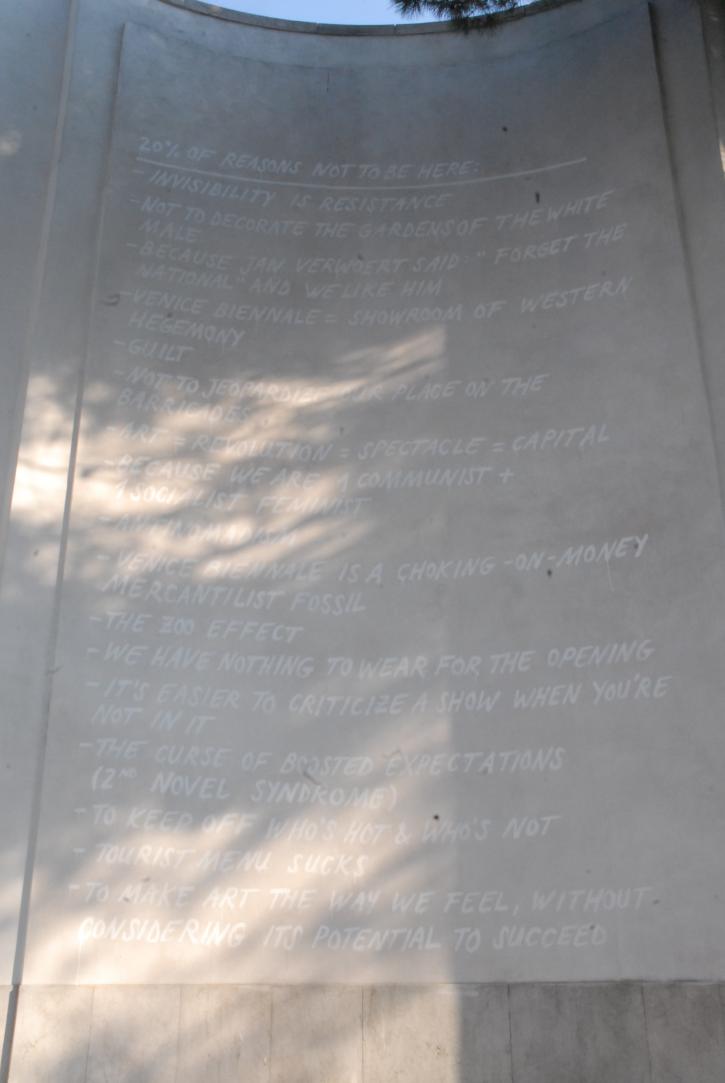 20% OF REASONS NOT TO BE HERE:
- INVISIBILITY IS RESISTANCE
- NOT TO DECORATE THE GARDENS OF THE WHITE
MALE
- BECAUSE JAN VERWOERT SAID: "FORGET THE
NATIONAL" AND WE LIKE HIM
- VENICE BIENNALE = SHOWROOM OF WESTERN
HEGEMONY
- GUILT
- NOT TO PLACE ON THE
BARRICADES
- ART = REVOLUTION = SPECTACLE = CAPITAL
- BECAUSE WE ARE 1 COMMUNIST +
1 SOCIALIST FEMINIST
- VENICE BIENNALE IS A CHOKING-ON-MONEY
MERCANTILIST FOSSIL
- THE ZOO EFFECT
- WE HAVE NOTHING TO WEAR FOR THE OPENING
- IT'S EASIER TO CRITICIZE A SHOW WHEN YOU'RE
NOT IN IT
- THE CURSE OF BOOSTED EXPECTATIONS
(2ND NOVEL SYNDROME)
- TO KEEP OFF WHO'S HOT & WHO'S NOT
- TOURIST MENU SUCKS
- TO MAKE ART THE WAY WE FEEL, WITHOUT
CONSIDERING ITS POTENTIAL TO SUCCEED